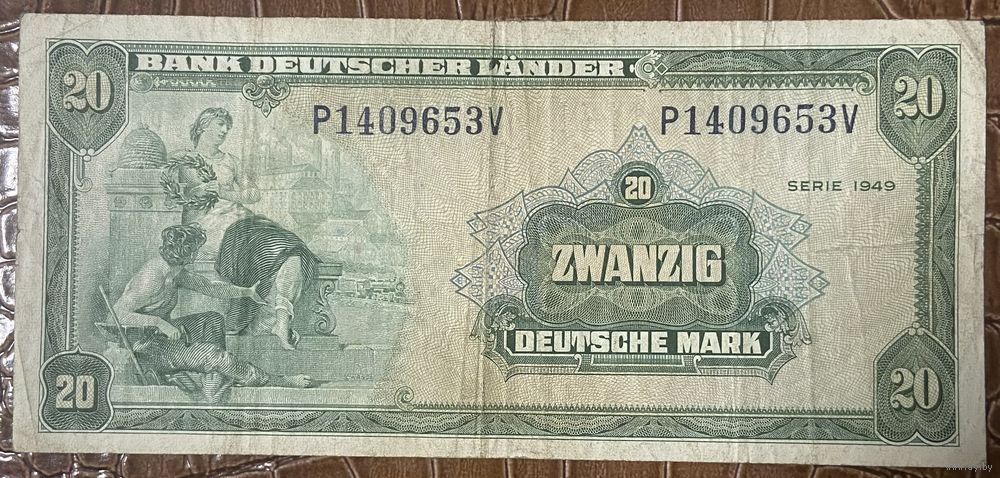 20 BANK DEUTSCHER LÄNDER 20
P1409653V P1409653V
SERIE 1949
20
ZWANZIG
DEUTSCHE MARK
20 20